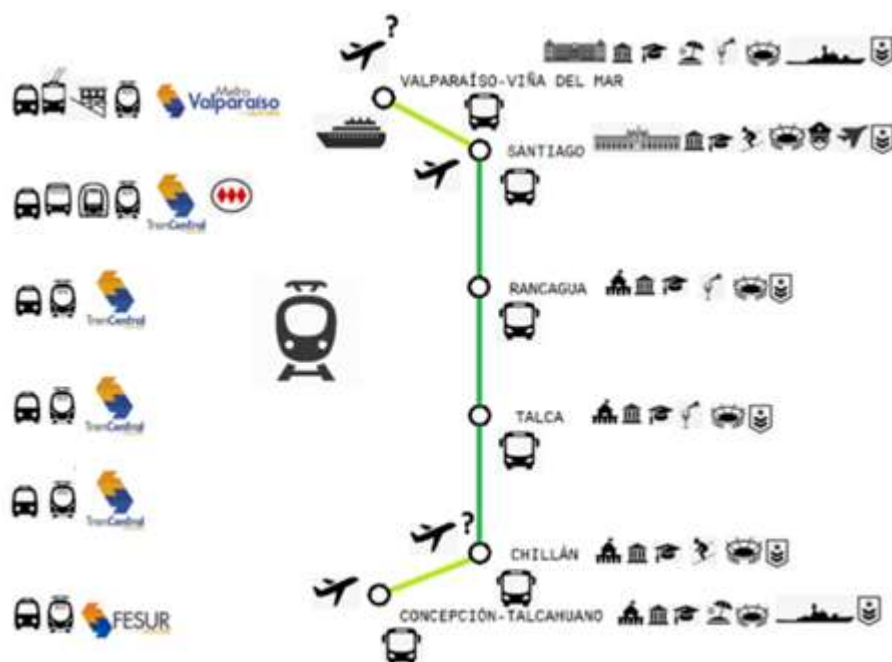 ?
VALPARAÍSO-VIÑA DEL MAR
Metro
Valparaíso
SANTIAGO
TrenCentral
RANCAGUA
TrenCentral
TALCA
TrenCentral
?
CHILLÁN
TrenCentral
CONCEPCIÓN-TALCAHUANO
FESUR